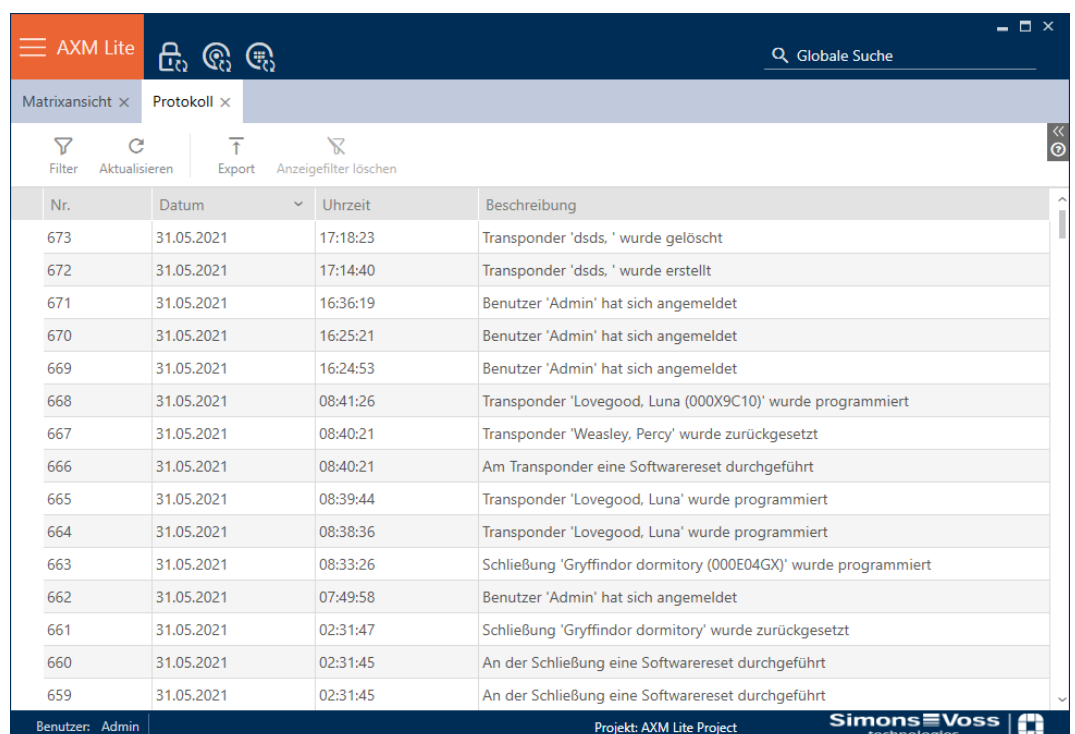 AXM Lite
Globale Suche
Matrixansicht
Protokoll
Filter Aktualisieren Export Anzeigefilter löschen
Nr. Datum Uhrzeit Beschreibung
673 31.05.2021 17:18:23 Transponder 'dsds, ' wurde gelöscht
672 31.05.2021 17:14:40 Transponder 'dsds, ' wurde erstellt
671 31.05.2021 16:36:19 Benutzer 'Admin' hat sich angemeldet
670 31.05.2021 16:25:21 Benutzer 'Admin' hat sich angemeldet
669 31.05.2021 16:24:53 Benutzer 'Admin' hat sich angemeldet
668 31.05.2021 08:41:26 Transponder 'Lovegood, Luna (000X9C10)' wurde programmiert
667 31.05.2021 08:40:21 Transponder 'Weasley, Percy' wurde zurückgesetzt
666 31.05.2021 08:40:21 Am Transponder eine Softwarereset durchgeführt
665 31.05.2021 08:39:44 Transponder 'Lovegood, Luna' wurde programmiert
664 31.05.2021 08:38:36 Transponder 'Lovegood, Luna' wurde programmiert
663 31.05.2021 08:33:26 Schließung 'Gryffindor dormitory (000E04GX)' wurde programmiert
662 31.05.2021 07:49:58 Benutzer 'Admin' hat sich angemeldet
661 31.05.2021 02:31:47 Schließung 'Gryffindor dormitory' wurde zurückgesetzt
660 31.05.2021 02:31:45 An der Schließung eine Softwarereset durchgeführt
659 31.05.2021 02:31:45 An der Schließung eine Softwarereset durchgeführt
Benutzer: Admin
Projekt: AXM Lite Project
Simons Voss
technologies